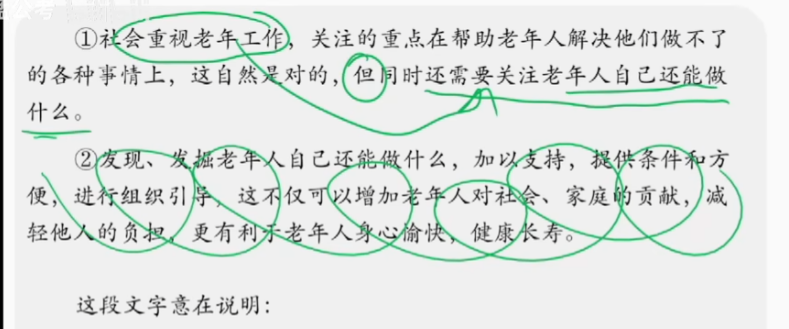 ①社会重视老年工作，关注的重点在帮助老年人解决他们做不了
的各种事情上，这自然是对的，但同时还需要关注老年人自己还能做
什么。
②发现、发掘老年人自己还能做什么，加以支持，提供条件和方
便，进行组织引导，这不仅可以增加老年人对社会、家庭的贡献，减
轻他人的负担，更有利于老年人身心愉快，健康长寿。
这段文字意在说明：